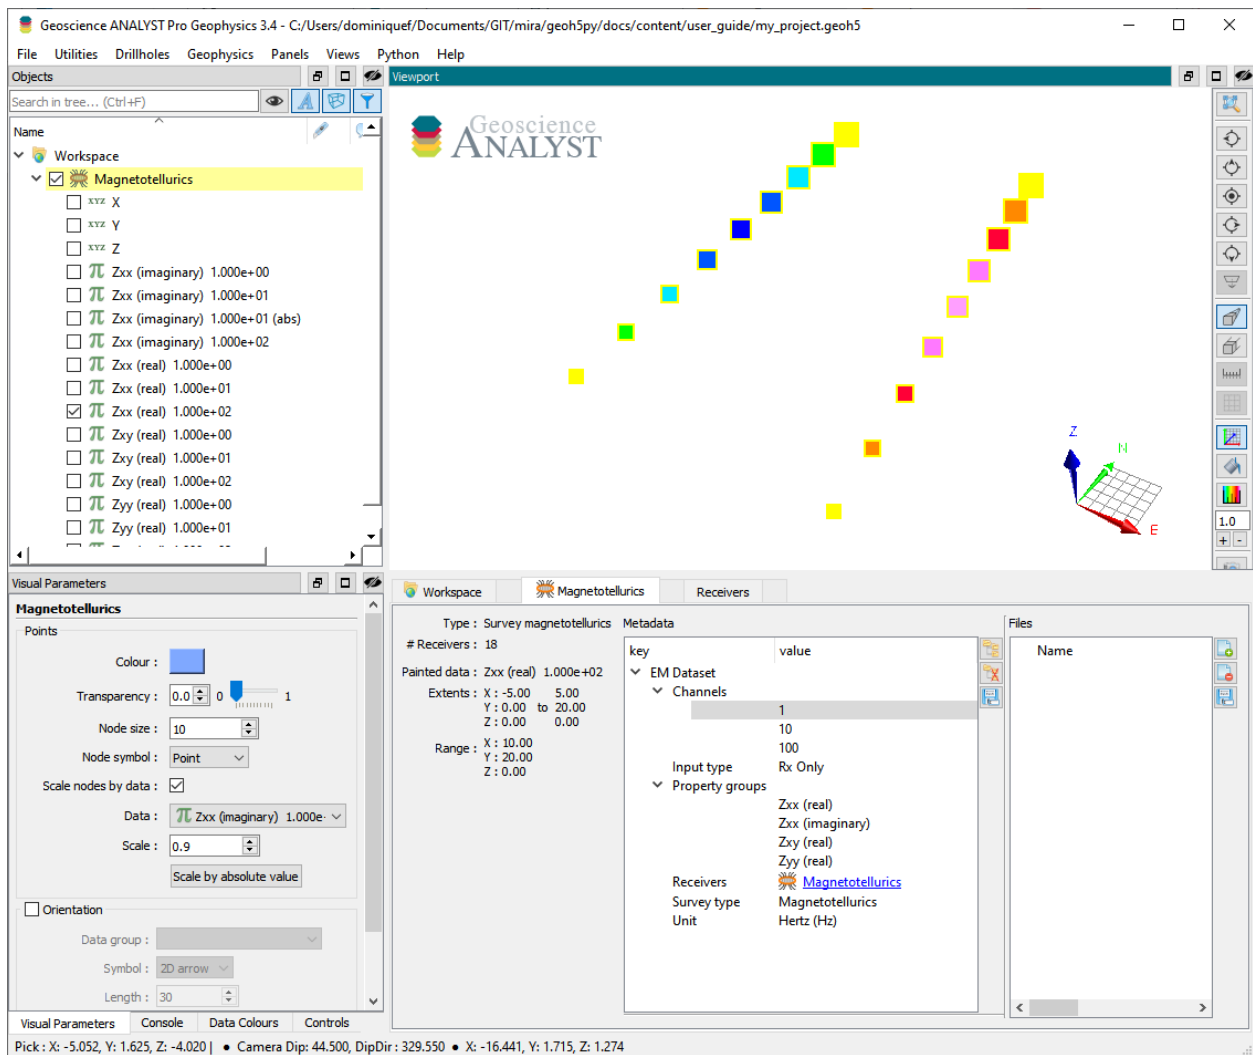 Geoscience ANALYST Pro Geophysics 3.4 - C:/Users/dominiquef/Documents/GIT/mira/geoh5py/docs/content/user_guide/my_project.geoh5
File Utilities Drillholes Geophysics Panels Views Python Help
Objects
Search in tree... (Ctrl+F)
Name
Workspace
Magnetotellurics
XYZ X
XYZ Y
XYZ Z
π Zxx (imaginary) 1.000e+00
π Zxx (imaginary) 1.000e+01
π Zxx (imaginary) 1.000e+01 (abs)
π Zxx (imaginary) 1.000e+02
π Zxx (real) 1.000e+00
π Zxx (real) 1.000e+01
π Zxx (real) 1.000e+02
π Zxy (real) 1.000e+00
π Zxy (real) 1.000e+01
π Zxy (real) 1.000e+02
π Zyy (real) 1.000e+00
π Zyy (real) 1.000e+01
Viewport
Geoscience
ANALYST
Z
N
E
1.0
+ -
Visual Parameters
Magnetotellurics
Points
Colour :
Transparency : 0.0 0 1
Node size : 10
Node symbol : Point
Scale nodes by data :
Data : π Zxx (imaginary) 1.000e-
Scale : 0.9
Scale by absolute value
Orientation
Data group :
Symbol : 2D arrow
Length : 30
Visual Parameters Console Data Colours Controls
Workspace Magnetotellurics Receivers
Type : Survey magnetotellurics
# Receivers : 18
Painted data : Zxx (real) 1.000e+02
Extents : X : -5.00 5.00
Y : 0.00 to 20.00
Z : 0.00 0.00
Range : X : 10.00
Y : 20.00
Z : 0.00
Metadata
key value
EM Dataset
Channels
1
10
100
Input type Rx Only
Property groups
Zxx (real)
Zxx (imaginary)
Zxy (real)
Zyy (real)
Receivers Magnetotellurics
Survey type Magnetotellurics
Unit Hertz (Hz)
Files
Name
Pick : X: -5.052, Y: 1.625, Z: -4.020 | ● Camera Dip: 44.500, DipDir : 329.550 ● X: -16.441, Y: 1.715, Z: 1.274